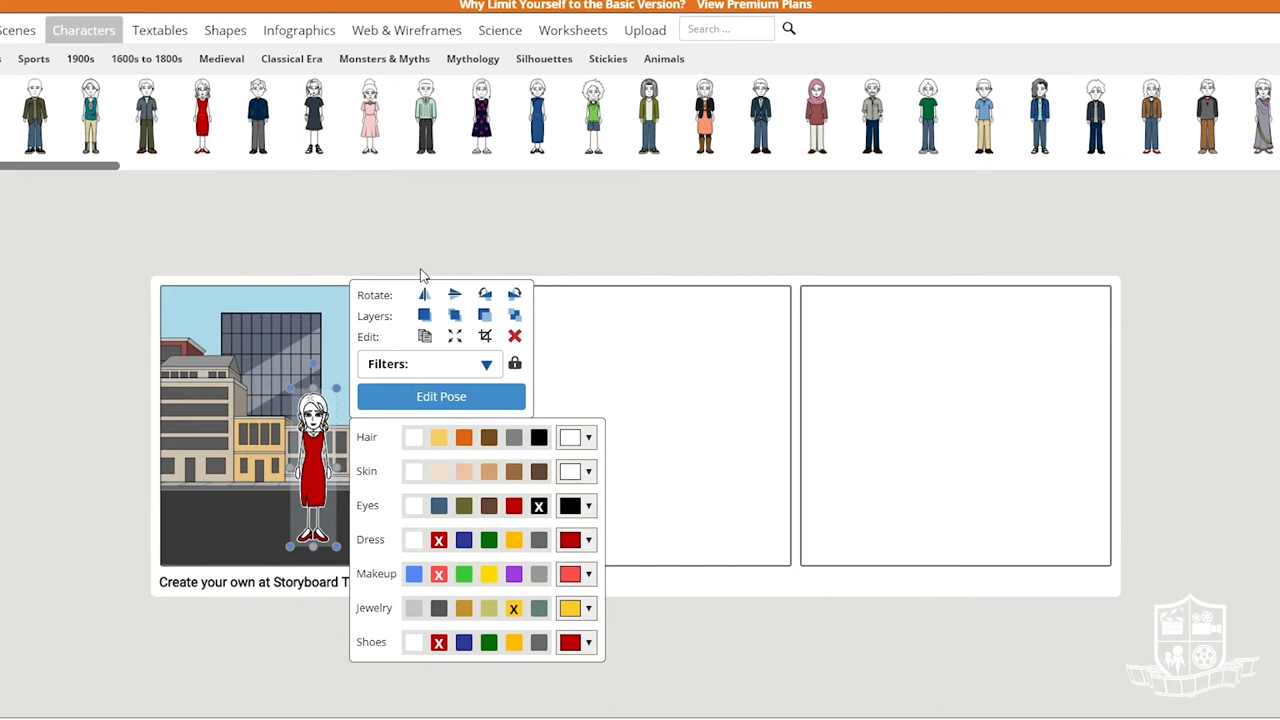 Why Limit Yourself to the Basic Version? View Premium Plans
Scenes Characters Textables Shapes Infographics Web & Wireframes Science Worksheets Upload Search ...
s Sports 1900s 1600s to 1800s Medieval Classical Era Monsters & Myths Mythology Silhouettes Stickies Animals
Rotate:
Layers:
Edit:
Filters:
Edit Pose
Hair
Skin
Eyes X
Dress X
Makeup X
Jewelry X
Shoes X
Create your own at Storyboard T